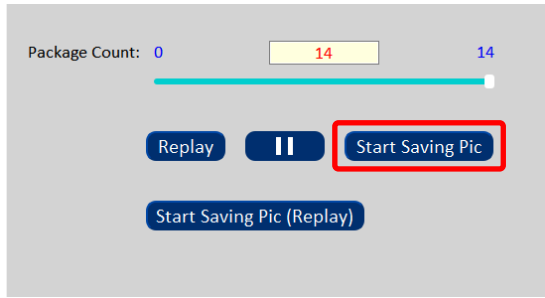 Package Count: 0 14 14
Replay Start Saving Pic
Start Saving Pic (Replay)